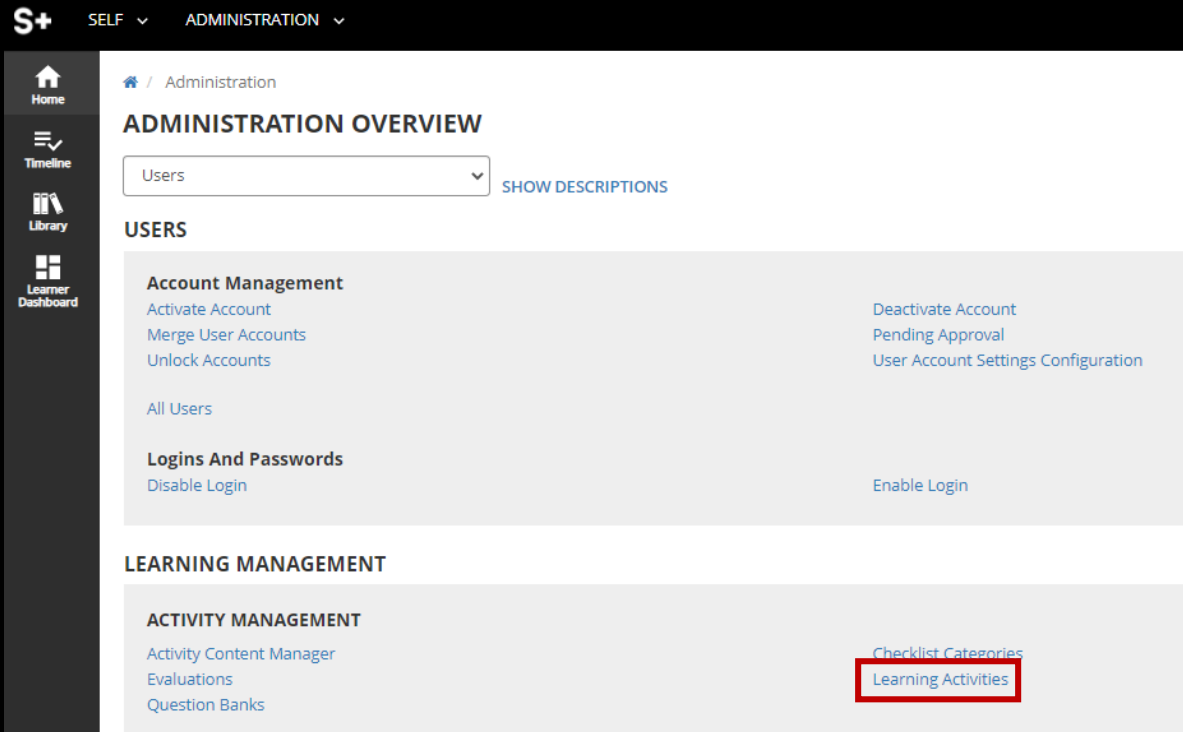 S+ SELF ADMINISTRATION
Home
Timeline
Library
Learner
Dashboard
/ Administration
ADMINISTRATION OVERVIEW
Users SHOW DESCRIPTIONS
USERS
Account Management
Activate Account Deactivate Account
Merge User Accounts Pending Approval
Unlock Accounts User Account Settings Configuration
All Users
Logins And Passwords
Disable Login Enable Login
LEARNING MANAGEMENT
ACTIVITY MANAGEMENT
Activity Content Manager Checklist Categories
Evaluations Learning Activities
Question Banks